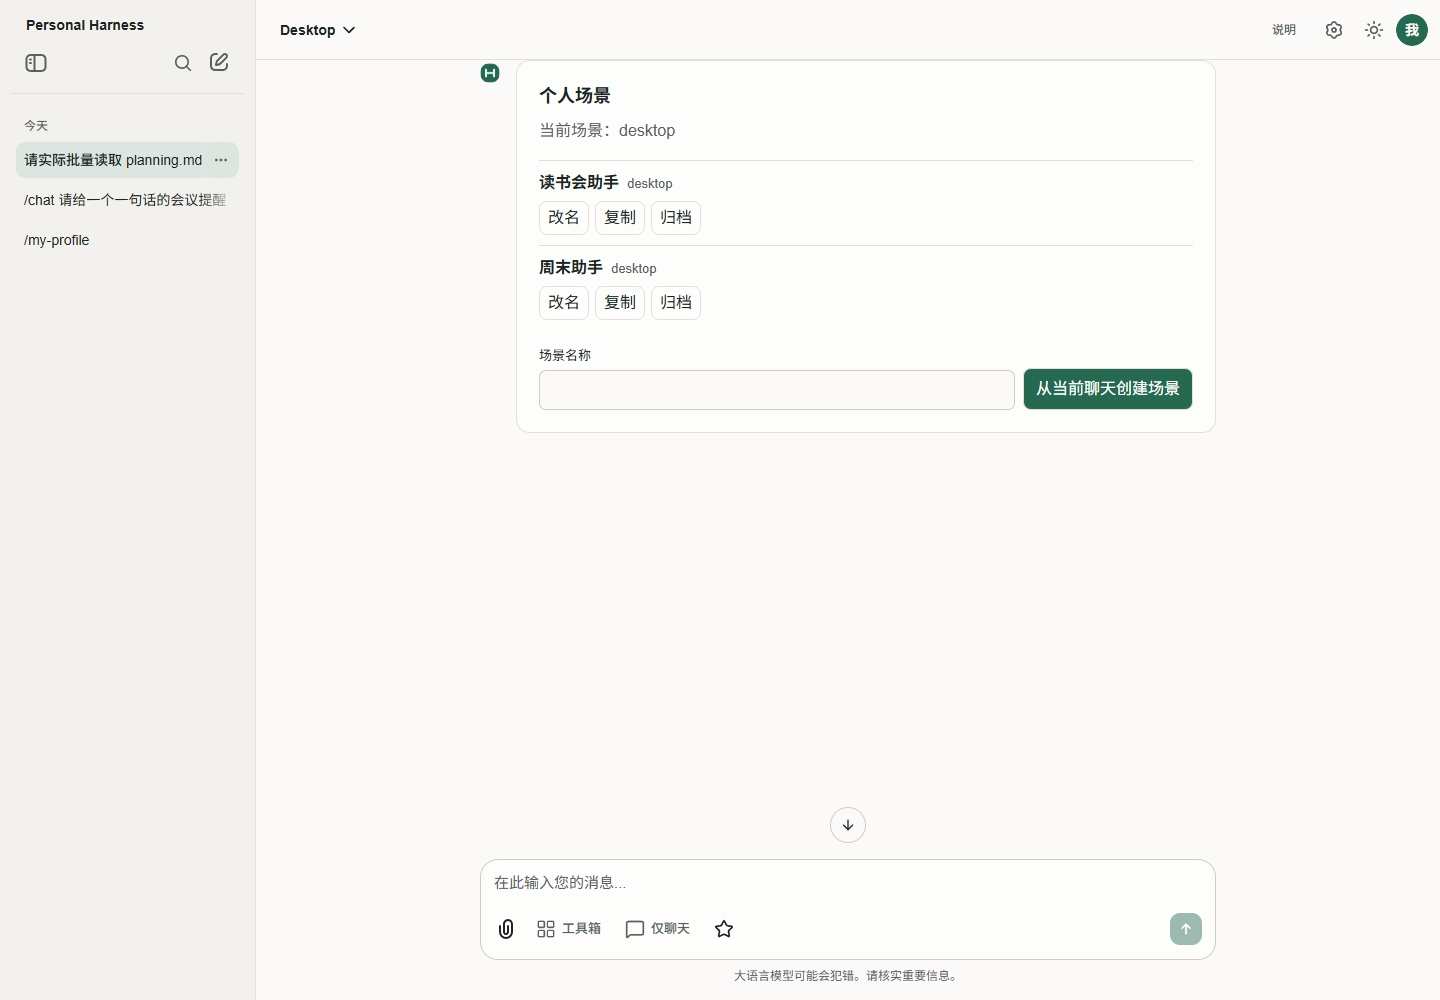 Personal Harness
今天
请实际批量读取 planning.md
/chat 请给一个一句话的会议提醒
/my-profile
Desktop
说明
我
H
个人场景
当前场景：desktop
读书会助手 desktop
改名 复制 归档
周末助手 desktop
改名 复制 归档
场景名称
从当前聊天创建场景
在此输入您的消息...
工具箱 仅聊天
大语言模型可能会犯错。请核实重要信息。